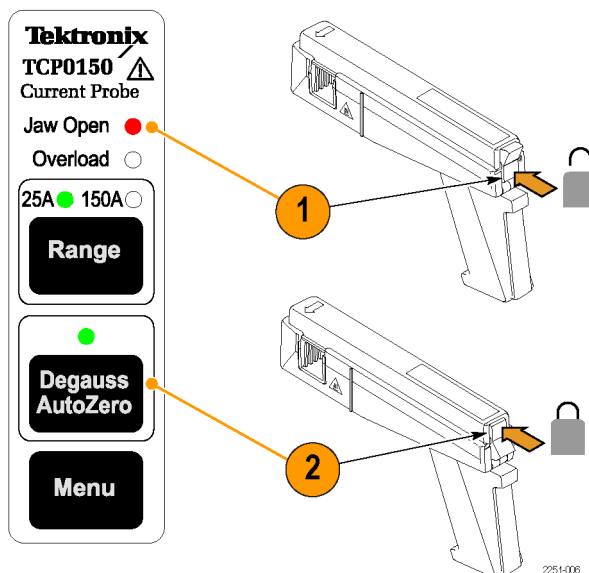 Tektronix
TCP0150
Current Probe
Jaw Open
Overload
25A 150A
Range
Degauss
AutoZero
Menu
1
2
2251-006